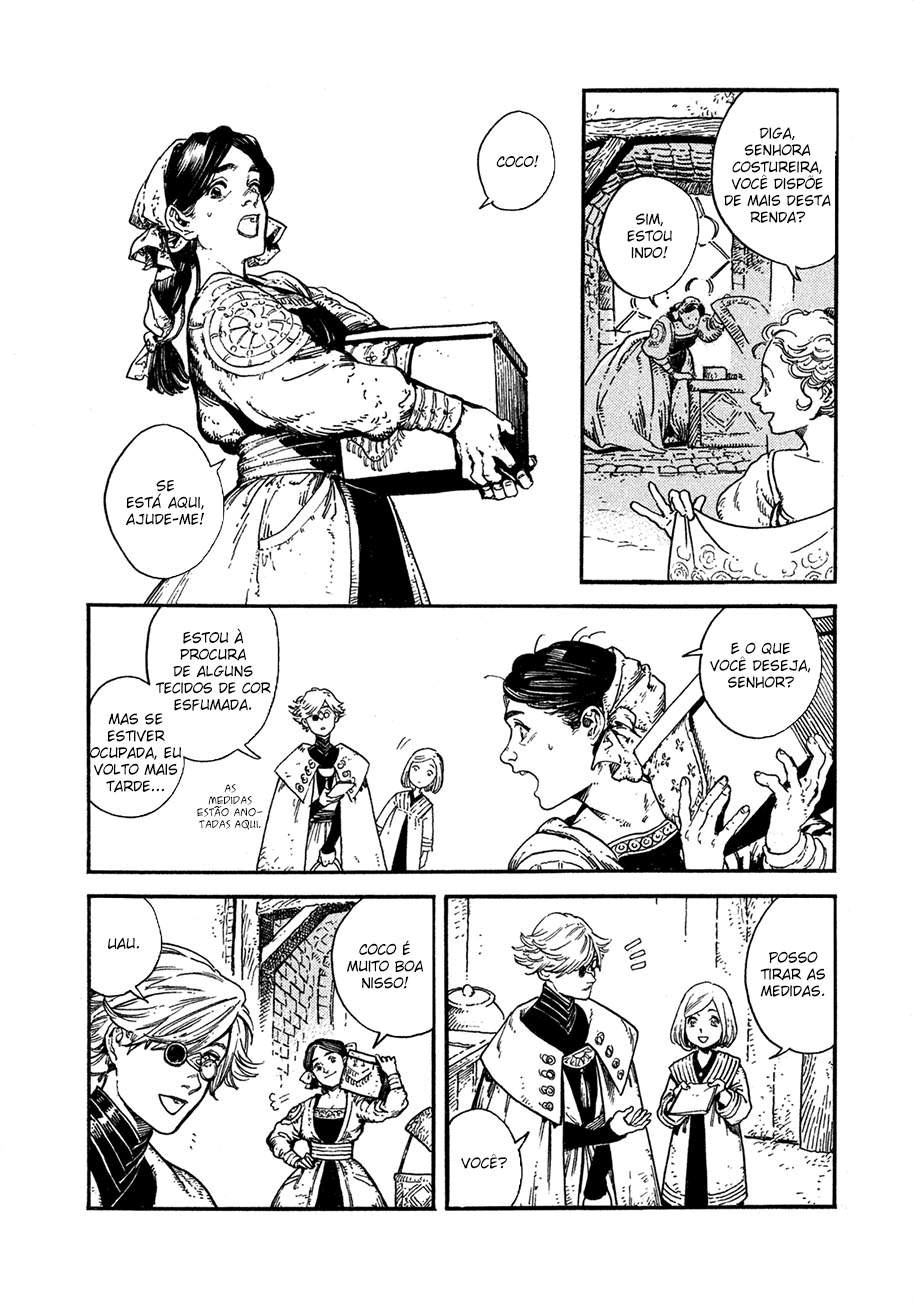 DIGA,
SENHORA
COSTUREIRA,
VOCÊ DISPÕE
DE MAIS DESTA
RENDA?
SIM,
ESTOU
INDO!
COCO!
SE
ESTÁ AQUI,
AJUDE-ME!
E O QUE
VOCÊ DESEJA,
SENHOR?
ESTOU À
PROCURA
DE ALGUNS
TECIDOS DE COR
ESFUMADA.
MAS SE
ESTIVER
OCUPADA, EU
VOLTO MAIS
TARDE...
AS
MEDIDAS
ESTÃO ANO-
TADAS AQUI.
POSSO
TIRAR AS
MEDIDAS.
VOCÊ?
COCO É
MUITO BOA
NISSO!
UAU.